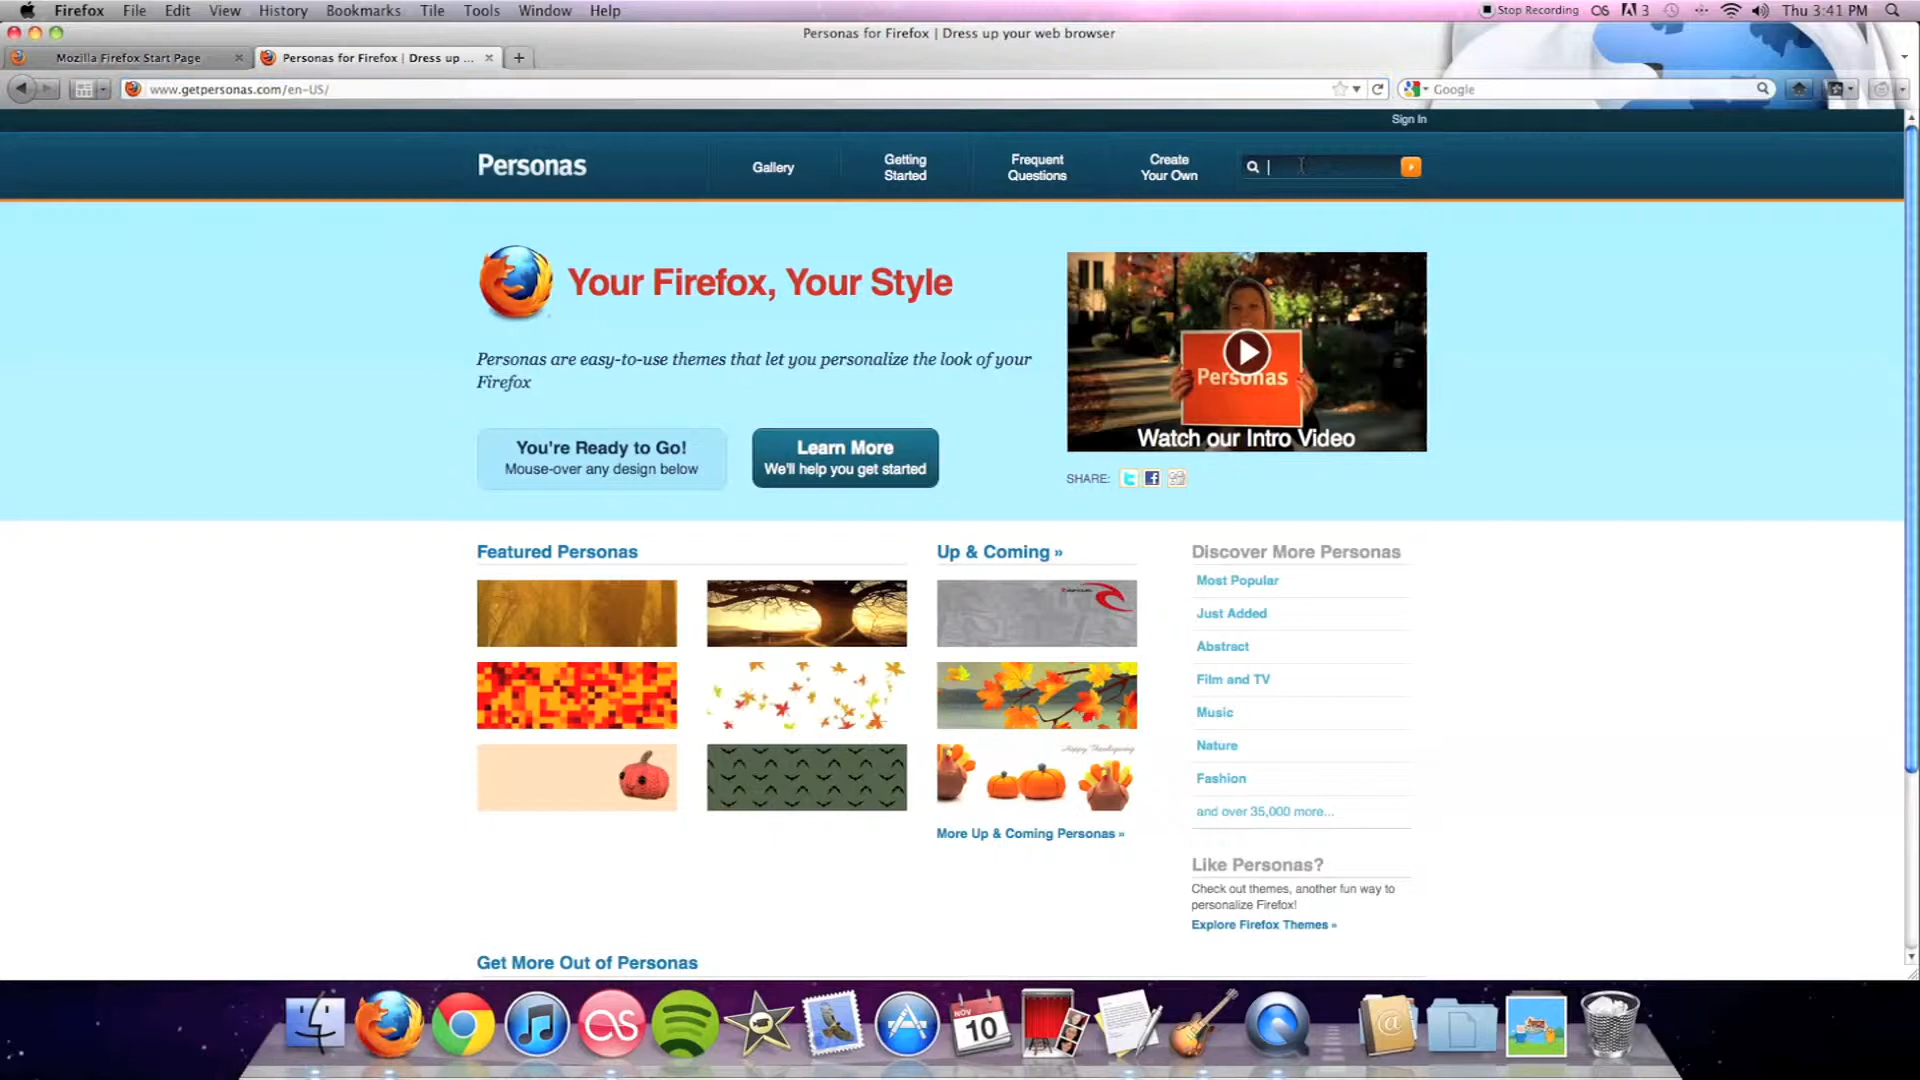 Firefox File Edit View History Bookmarks Tile Tools Window Help Stop Recording 3 Thu 3:41 PM
Personas for Firefox | Dress up your web browser
Mozilla Firefox Start Page Personas for Firefox | Dress up ...
www.getpersonas.com/en-US/ Google
Sign In
Personas
Gallery
Getting
Started
Frequent
Questions
Create
Your Own
Your Firefox, Your Style
Personas are easy-to-use themes that let you personalize the look of your
Firefox
You're Ready to Go!
Mouse-over any design below
Learn More
We'll help you get started
Personas
Watch our Intro Video
SHARE:
Featured Personas
Up & Coming »
Happy Thanksgiving
More Up & Coming Personas »
Discover More Personas
Most Popular
Just Added
Abstract
Film and TV
Music
Nature
Fashion
and over 35,000 more...
Like Personas?
Check out themes, another fun way to
personalize Firefox!
Explore Firefox Themes »
Get More Out of Personas
NOV
10